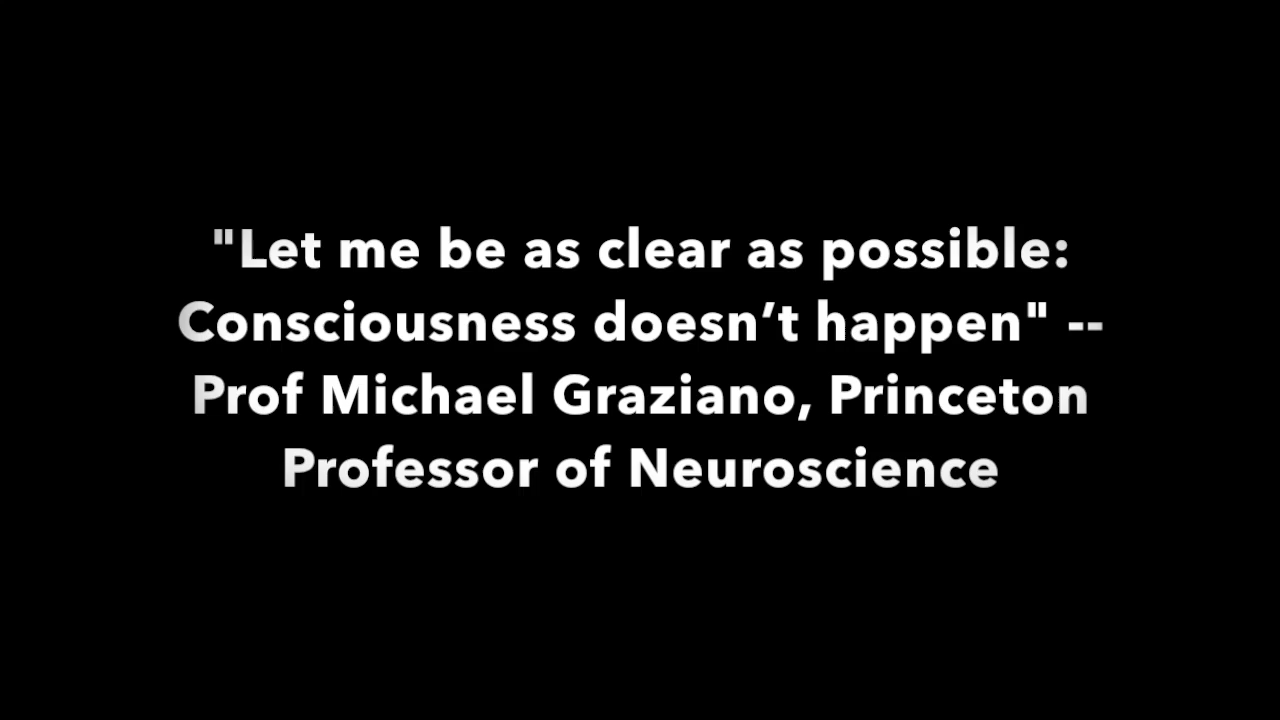 "Let me be as clear as possible:
Consciousness doesn’t happen" --
Prof Michael Graziano, Princeton
Professor of Neuroscience